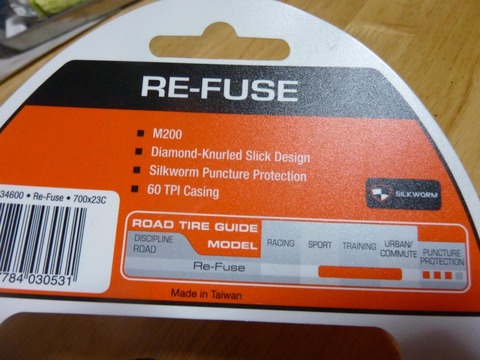 RE-FUSE
M200
Diamond-Knurled Slick Design
Silkworm Puncture Protection
60 TPI Casing
SILKWORM
34600 • Re-Fuse • 700x23C
784 030531
ROAD TIRE GUIDE
DISCIPLINE
ROAD
MODEL
RACING
SPORT
TRAINING
URBAN/
COMMUTE
PUNCTURE
PROTECTION
Re-Fuse
Made in Taiwan